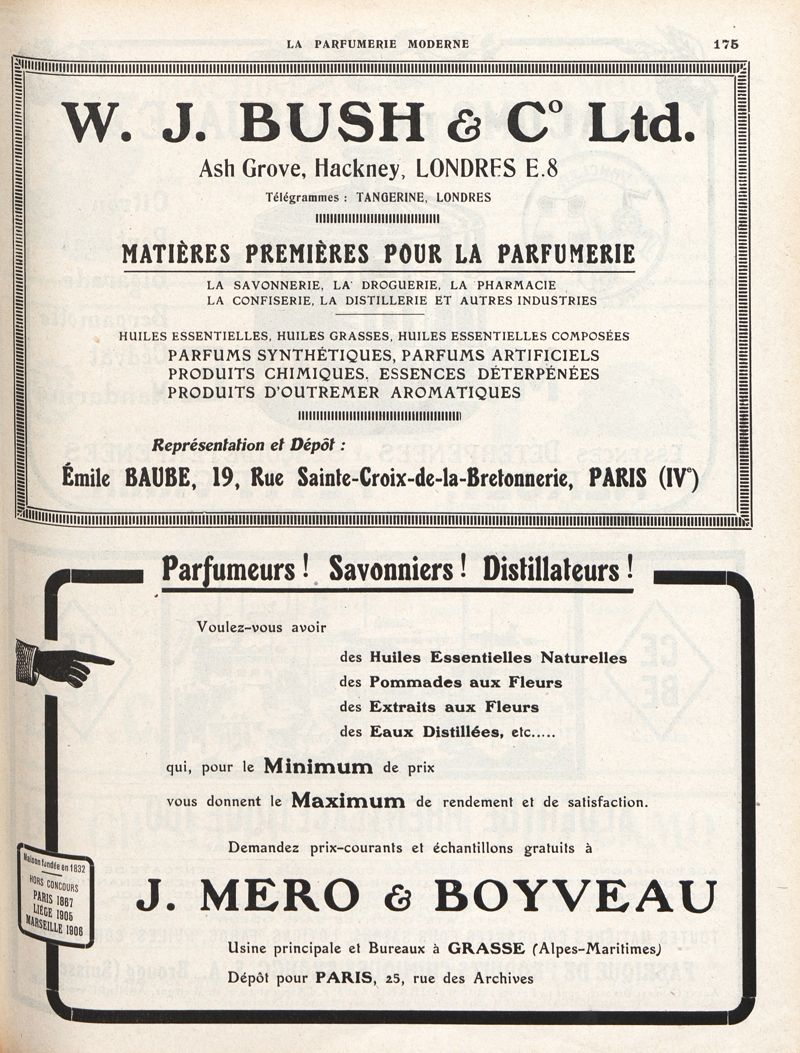 LA PARFUMERIE MODERNE 175
W. J. BUSH & Cº Ltd.
Ash Grove, Hackney, LONDRES E.8
Télégrammes : TANGERINE, LONDRES
MATIÈRES PREMIÈRES POUR LA PARFUMERIE
LA SAVONNERIE, LA DROGUERIE, LA PHARMACIE
LA CONFISERIE, LA DISTILLERIE ET AUTRES INDUSTRIES
HUILES ESSENTIELLES, HUILES GRASSES, HUILES ESSENTIELLES COMPOSÉES
PARFUMS SYNTHÉTIQUES, PARFUMS ARTIFICIELS
PRODUITS CHIMIQUES, ESSENCES DÉTERPÉNÉES
PRODUITS D'OUTREMER AROMATIQUES
Représentation et Dépôt :
Émile BAUBE, 19, Rue Sainte-Croix-de-la-Bretonnerie, PARIS (IVe)
Parfumeurs ! Savonniers ! Distillateurs !
Voulez-vous avoir
des Huiles Essentielles Naturelles
des Pommades aux Fleurs
des Extraits aux Fleurs
des Eaux Distillées, etc.....
qui, pour le Minimum de prix
vous donnent le Maximum de rendement et de satisfaction.
Demandez prix-courants et échantillons gratuits à
J. MERO & BOYVEAU
Maison fondée en 1832
HORS CONCOURS
PARIS 1867
LIÈGE 1905
MARSEILLE 1906
Usine principale et Bureaux à GRASSE (Alpes-Maritimes)
Dépôt pour PARIS, 25, rue des Archives